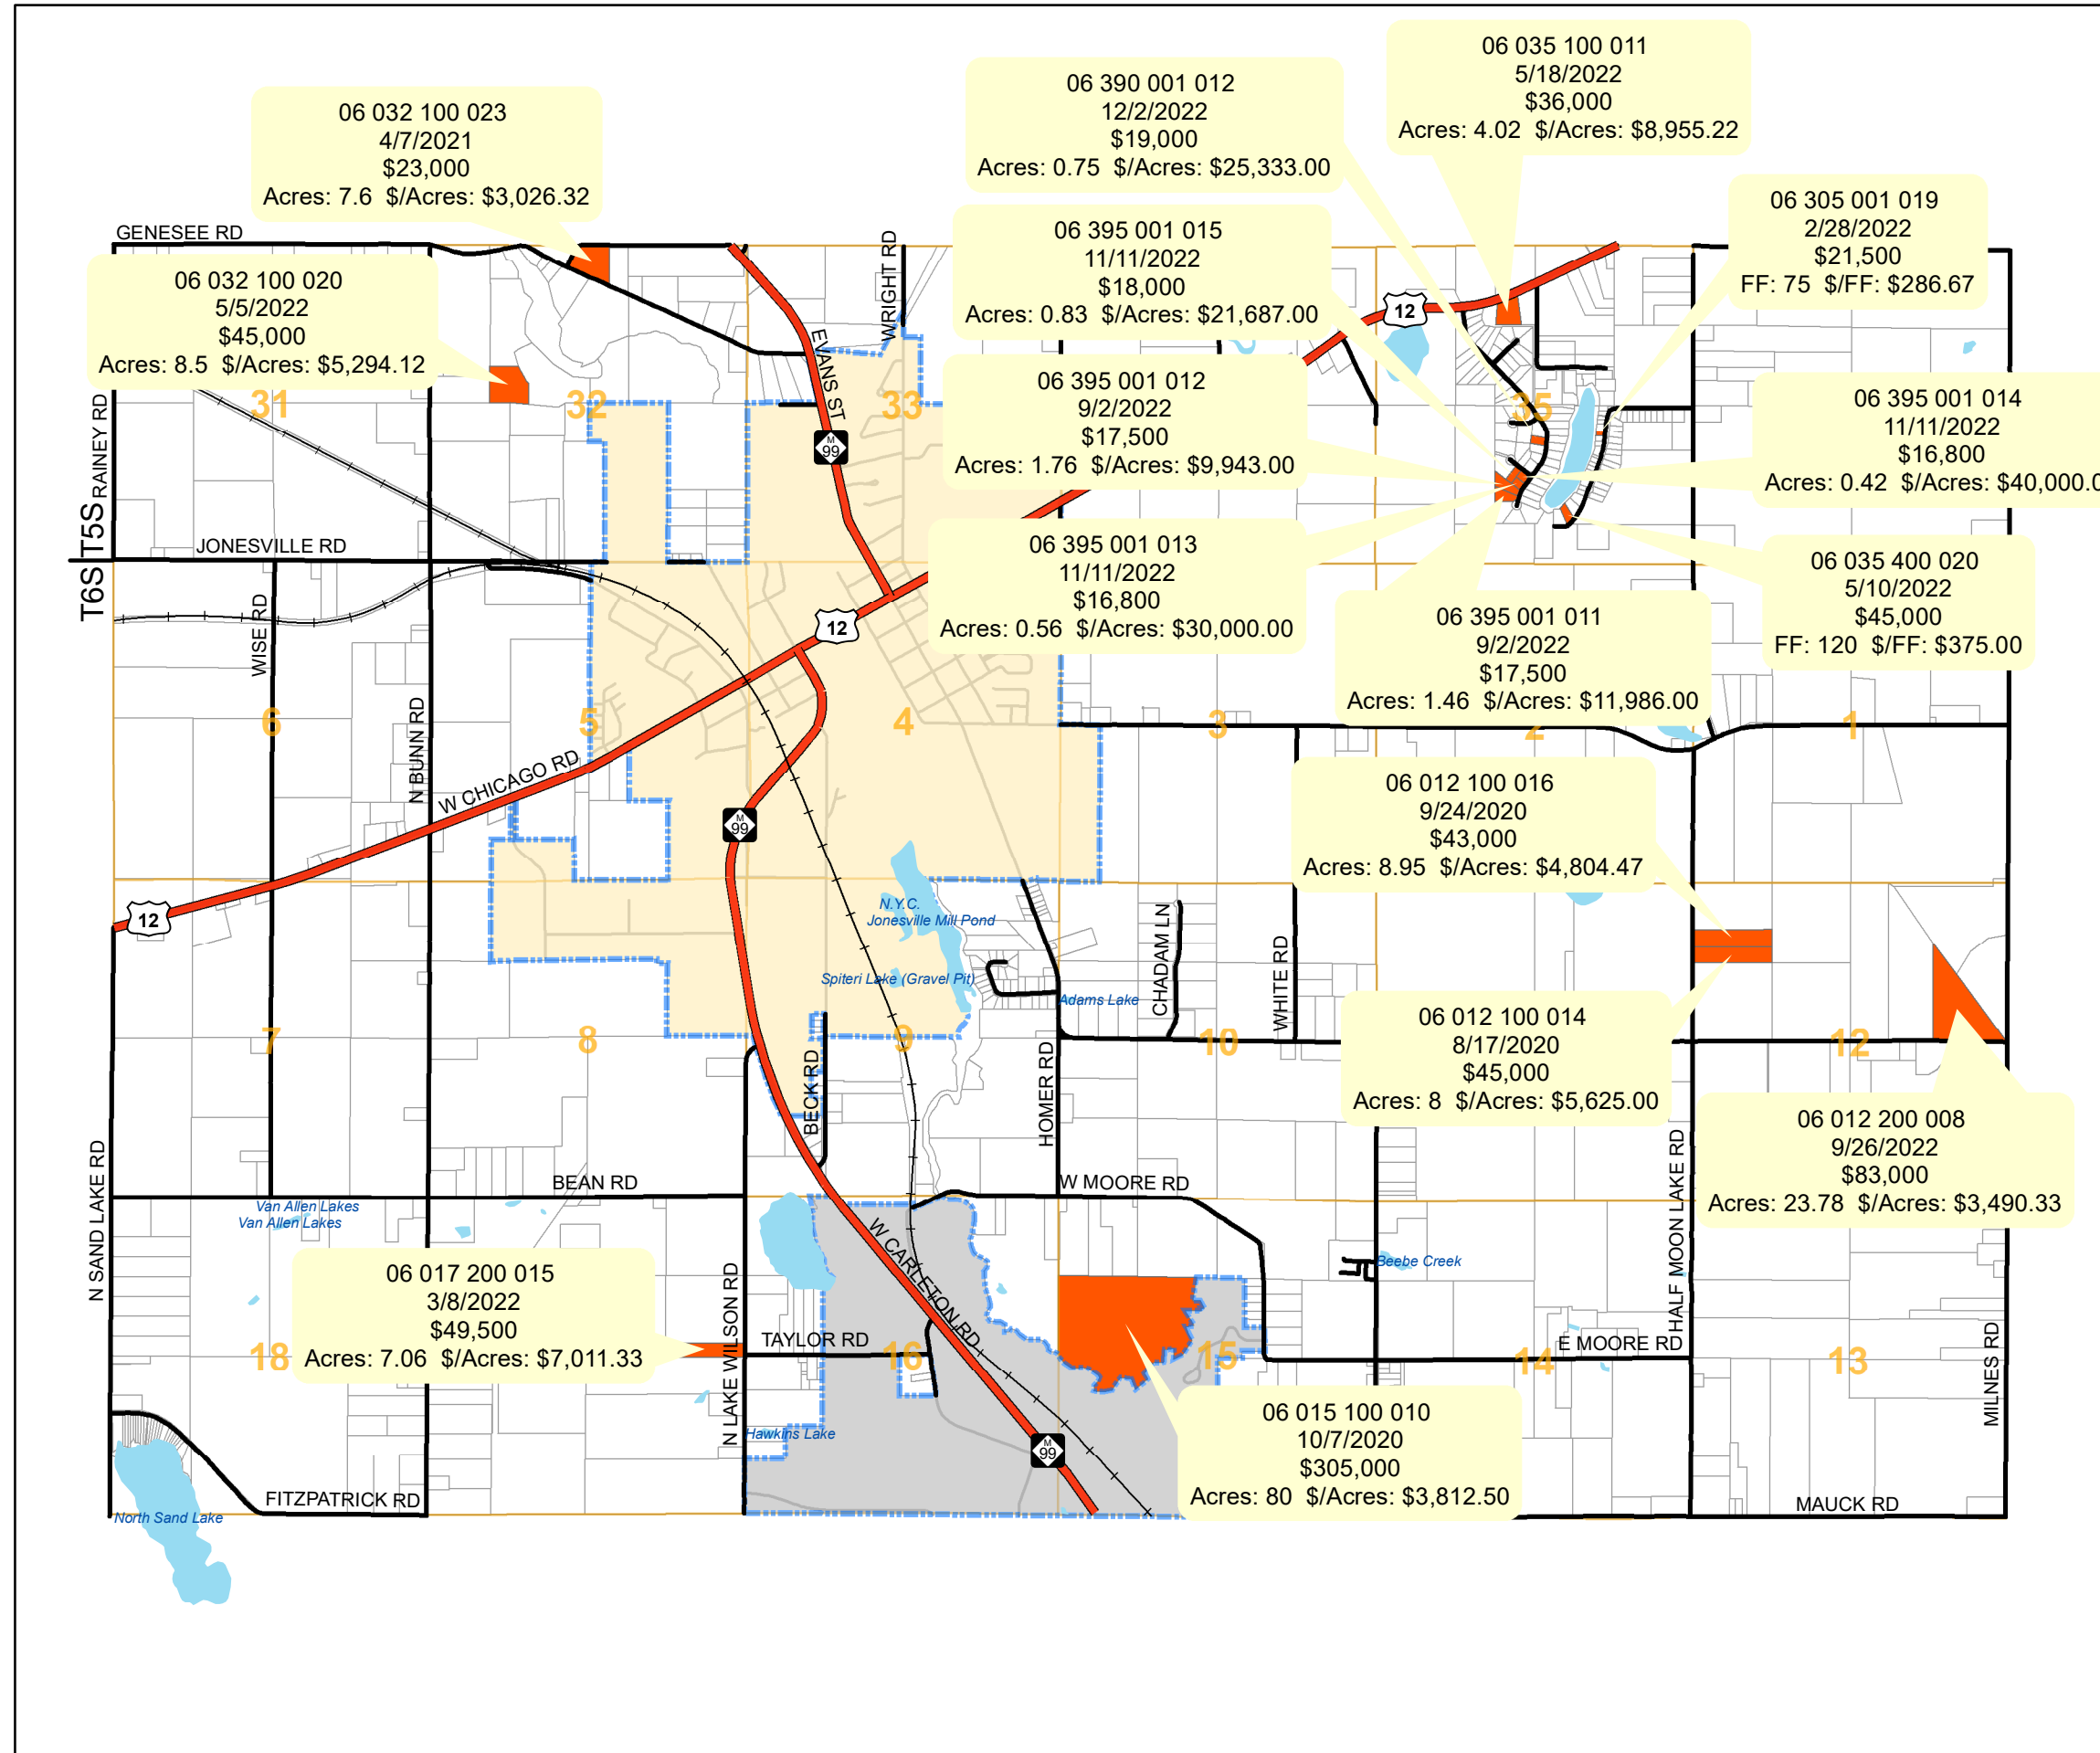 06 035 100 011
5/18/2022
$36,000
Acres: 4.02  $/Acres: $8,955.22
06 390 001 012
12/2/2022
$19,000
Acres: 0.75  $/Acres: $25,333.00
06 032 100 023
4/7/2021
$23,000
Acres: 7.6  $/Acres: $3,026.32
06 305 001 019
2/28/2022
$21,500
FF: 75  $/FF: $286.67
06 395 001 015
11/11/2022
$18,000
Acres: 0.83  $/Acres: $21,687.00
GENESEE RD
WRIGHT RD
06 032 100 020
5/5/2022
$45,000
Acres: 8.5  $/Acres: $5,294.12
12
EVANS ST
06 395 001 012
9/2/2022
$17,500
Acres: 1.76  $/Acres: $9,943.00
31
32
33
35
06 395 001 014
11/11/2022
$16,800
Acres: 0.42  $/Acres: $40,000.0
RAINEY RD
M
99
T5S
JONESVILLE RD
T6S
06 395 001 013
11/11/2022
$16,800
Acres: 0.56  $/Acres: $30,000.00
06 035 400 020
5/10/2022
$45,000
FF: 120  $/FF: $375.00
06 395 001 011
9/2/2022
$17,500
Acres: 1.46  $/Acres: $11,986.00
WISE RD
12
6
5
4
3
2
1
N BUNN RD
W CHICAGO RD
M
99
06 012 100 016
9/24/2020
$43,000
Acres: 8.95  $/Acres: $4,804.47
12
N.Y.C.
Jonesville Mill Pond
Spiteri Lake (Gravel Pit)
Adams Lake
CHADAM LN
WHITE RD
06 012 100 014
8/17/2020
$45,000
Acres: 8  $/Acres: $5,625.00
7
8
9
10
12
BECK RD
HOMER RD
06 012 200 008
9/26/2022
$83,000
Acres: 23.78  $/Acres: $3,490.33
N SAND LAKE RD
BEAN RD
W MOORE RD
HALF MOON LAKE RD
Van Allen Lakes
Van Allen Lakes
W CARLETON RD
Beebe Creek
06 017 200 015
3/8/2022
$49,500
Acres: 7.06  $/Acres: $7,011.33
N LAKE WILSON RD
TAYLOR RD
E MOORE RD
18
16
15
14
13
MILNES RD
Hawkins Lake
M
99
06 015 100 010
10/7/2020
$305,000
Acres: 80  $/Acres: $3,812.50
FITZPATRICK RD
MAUCK RD
North Sand Lake